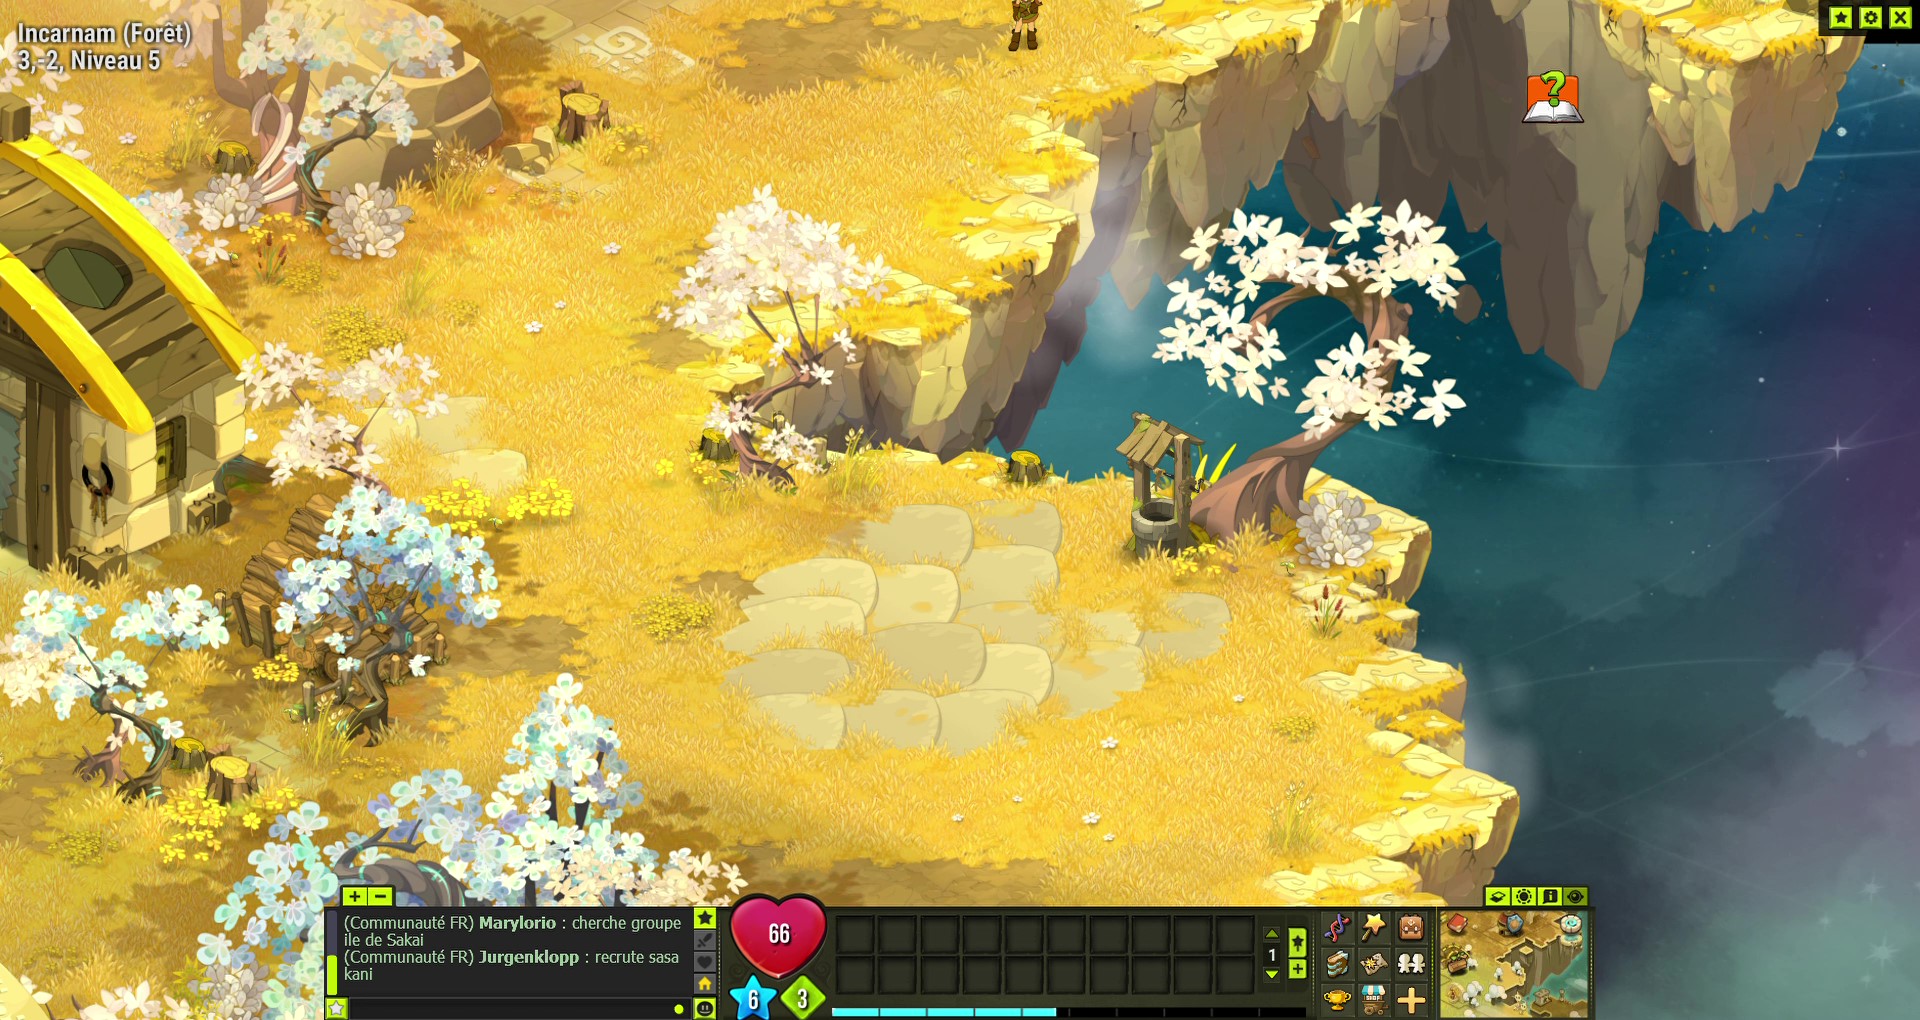 Incarnam (Forêt)
3,-2, Niveau 5
?
(Communauté FR) Marylorio : cherche groupe
ile de Sakai
(Communauté FR) Jurgenklopp : recrute sasa
kani
66
6
3
1
SHOP